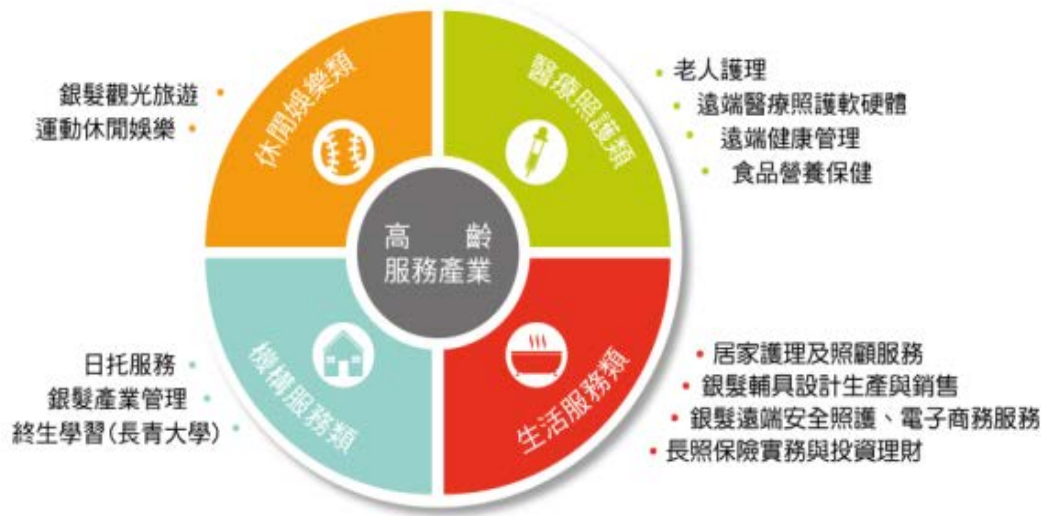 休閒娛樂類
銀髮觀光旅遊
運動休閒娛樂
醫療照護類
老人護理
遠端醫療照護軟硬體
遠端健康管理
食品營養保健
高齡
服務產業
機構服務類
日托服務
銀髮產業管理
終生學習(長青大學)
生活服務類
居家護理及照顧服務
銀髮輔具設計生產與銷售
銀髮遠端安全照護、電子商務服務
長照保險實務與投資理財